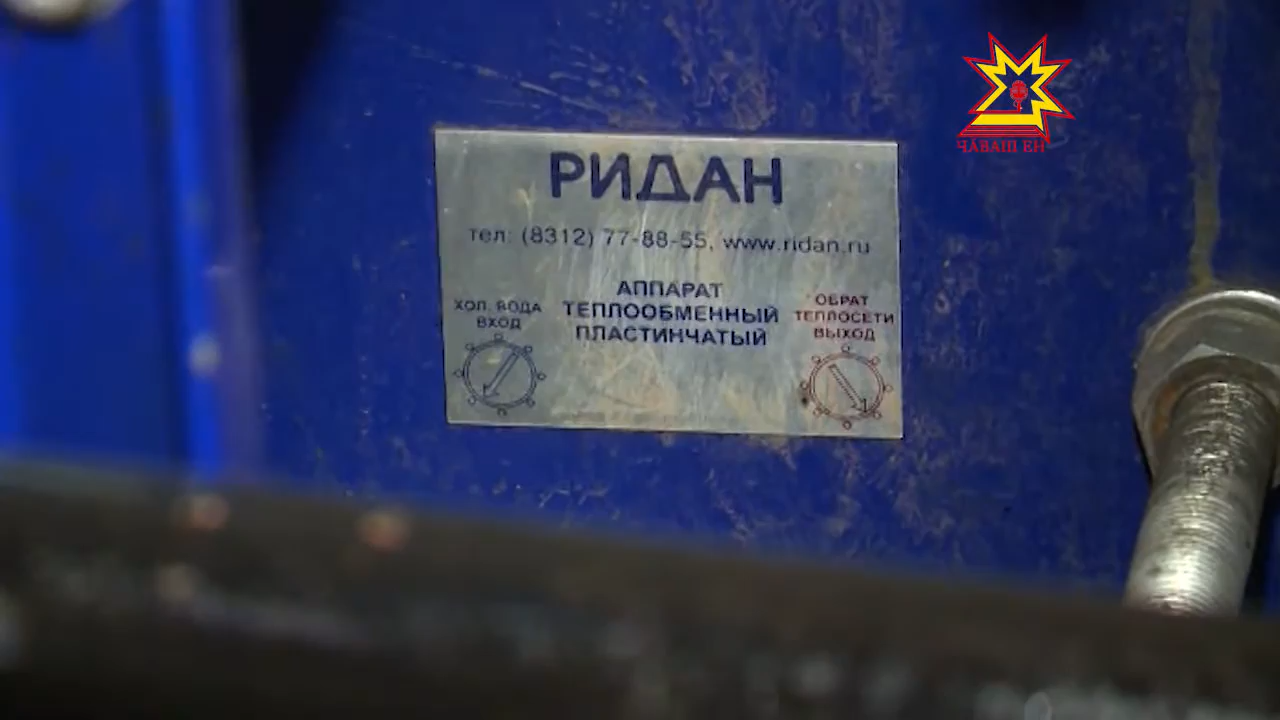 РИДАН
тел: (8312) 77-88-55, www.ridan.ru
АППАРАТ
ТЕПЛООБМЕННЫЙ
ПЛАСТИНЧАТЫЙ
ХОЛ. ВОДА
ВХОД
ОБРАТ
ТЕПЛОСЕТИ
ВЫХОД
ЧӐВАШ ЕН